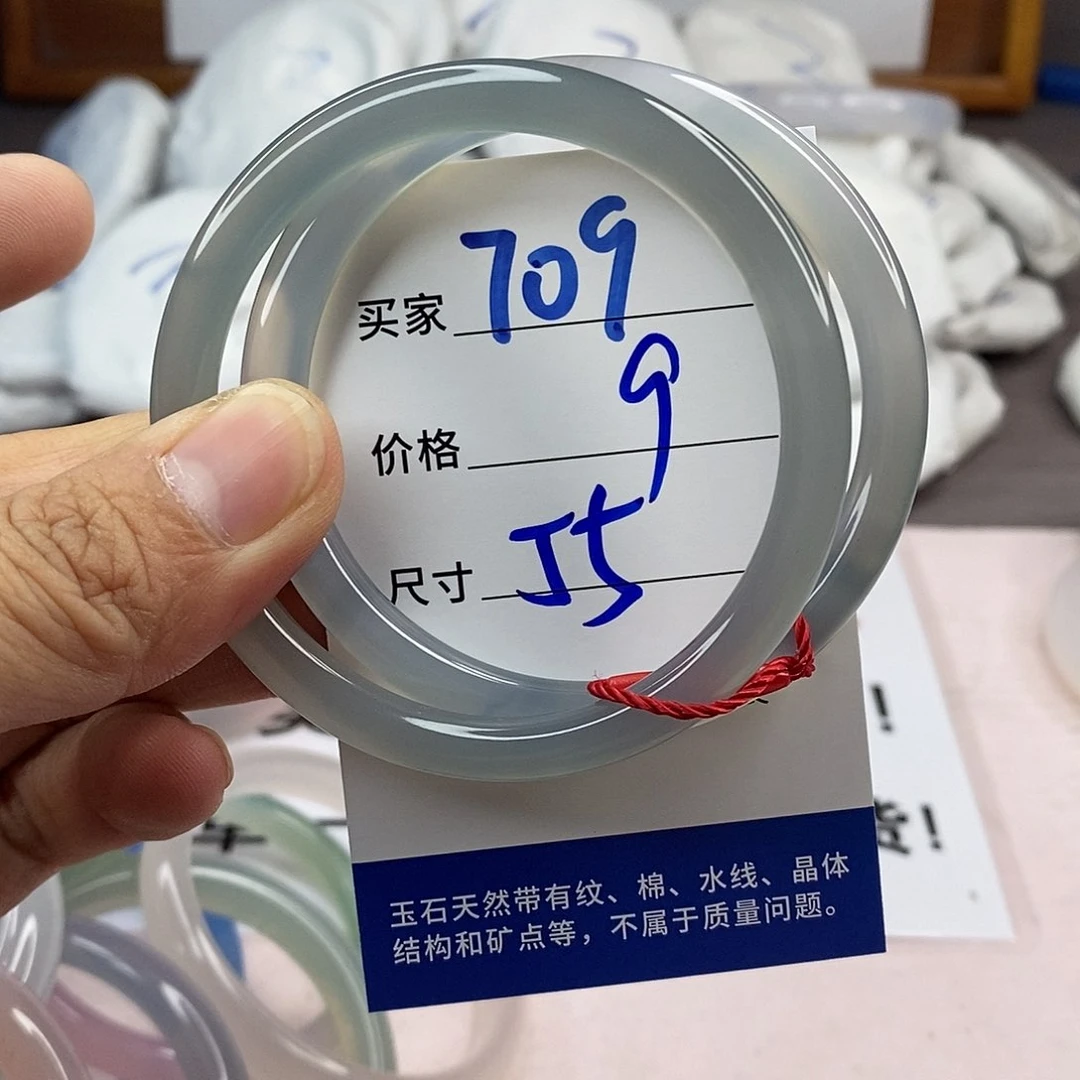 买家 709
价格 9
尺寸 55
玉石天然带有纹、棉、水线、晶体
结构和矿点等，不属于质量问题。
!
货!